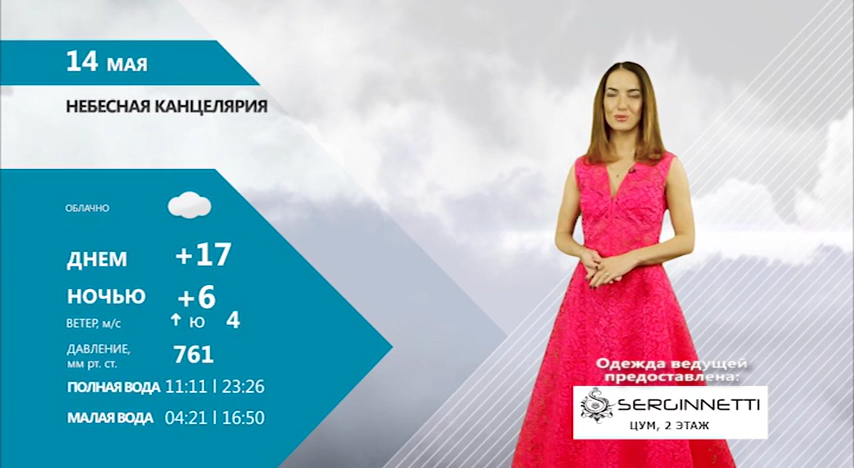 14 МАЯ
НЕБЕСНАЯ КАНЦЕЛЯРИЯ
ОБЛАЧНО
ДНЕМ +17
НОЧЬЮ +6
ВЕТЕР, м/с Ю 4
ДАВЛЕНИЕ,
мм рт. ст. 761
ПОЛНАЯ ВОДА 11:11 | 23:26
МАЛАЯ ВОДА 04:21 | 16:50
Одежда ведущей
предоставлена:
SERGINNETTI
ЦУМ, 2 ЭТАЖ